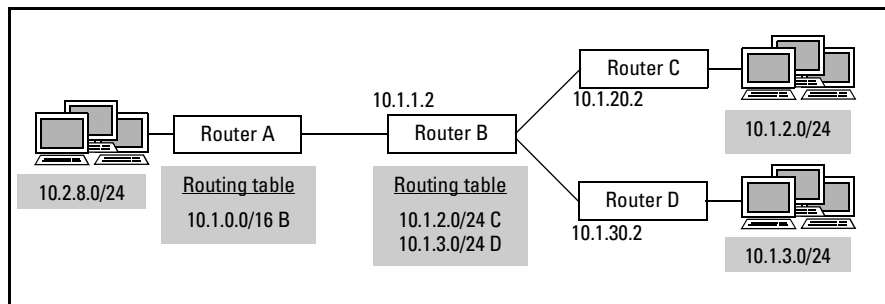 10.2.8.0/24
Router A
Routing table
10.1.0.0/16 B
10.1.1.2
Router B
Routing table
10.1.2.0/24 C
10.1.3.0/24 D
Router C
10.1.20.2
10.1.2.0/24
Router D
10.1.30.2
10.1.3.0/24